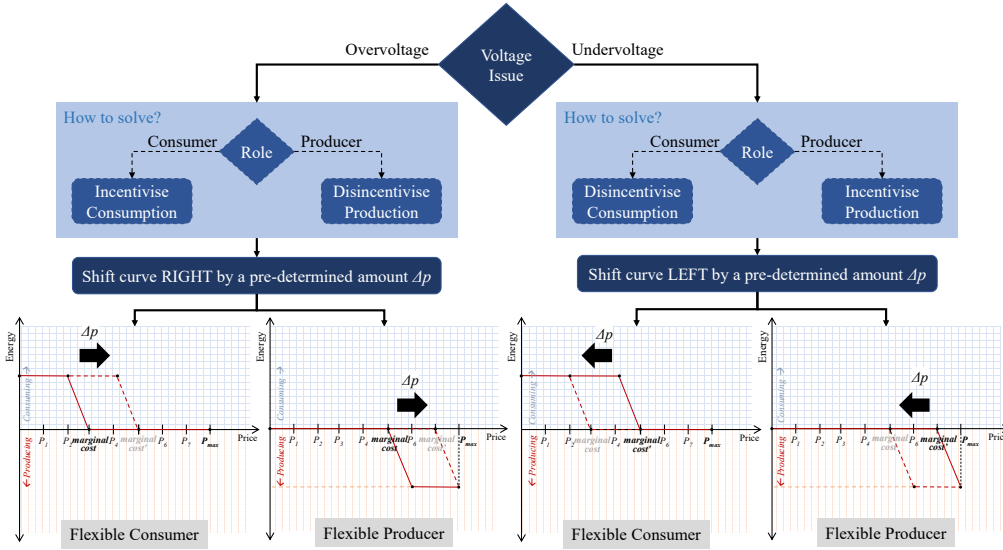 Overvoltage
Voltage
Issue
Undervoltage
How to solve?
Consumer
Role
Producer
Incentivise
Consumption
Disincentivise
Production
How to solve?
Consumer
Role
Producer
Disincentivise
Consumption
Incentivise
Production
Shift curve RIGHT by a pre-determined amount Δp
Shift curve LEFT by a pre-determined amount Δp
Energy
Δp
Consuming →
← Producing
P1
P2
marginal
cost
P4
marginal
cost'
P6
P7
Pmax
Price
Flexible Consumer
Energy
Δp
Consuming →
← Producing
P1
P2
P3
P4
marginal
cost
P6
marginal
Pmax
Price
Flexible Producer
Energy
Δp
Consuming →
← Producing
P1
P2
marginal
cost
P4
marginal
cost'
P6
P7
Pmax
Price
Flexible Consumer
Energy
Δp
Consuming →
← Producing
P1
P2
P3
P4
marginal
cost
P6
marginal
Pmax
Price
Flexible Producer